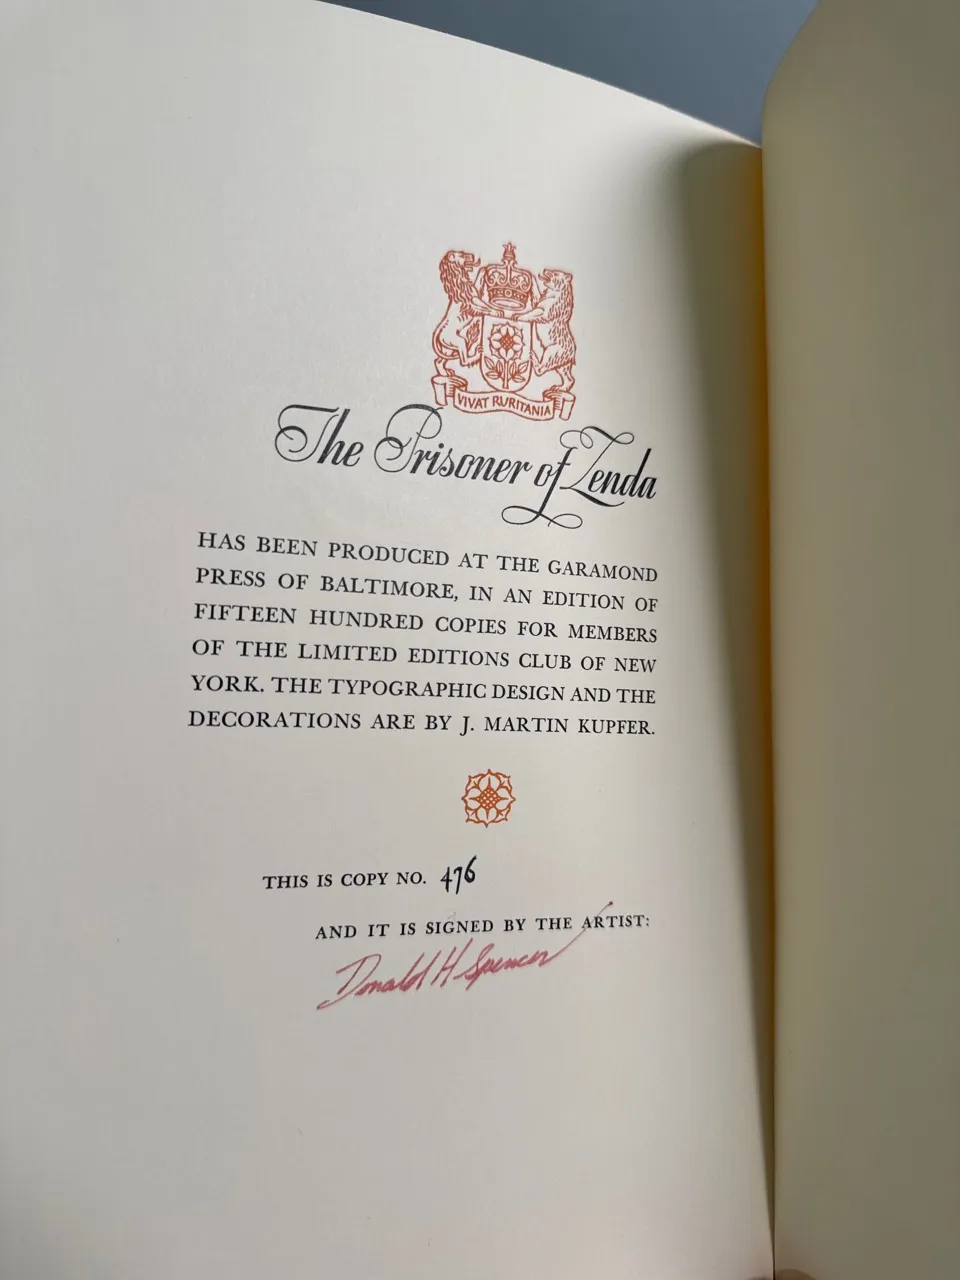 VIVAT RURITANIA
The Prisoner of Zenda
HAS BEEN PRODUCED AT THE GARAMOND
PRESS OF BALTIMORE, IN AN EDITION OF
FIFTEEN HUNDRED COPIES FOR MEMBERS
OF THE LIMITED EDITIONS CLUB OF NEW
YORK. THE TYPOGRAPHIC DESIGN AND THE
DECORATIONS ARE BY J. MARTIN KUPFER.
THIS IS COPY NO. 476
AND IT IS SIGNED BY THE ARTIST:
Donald H Spencer